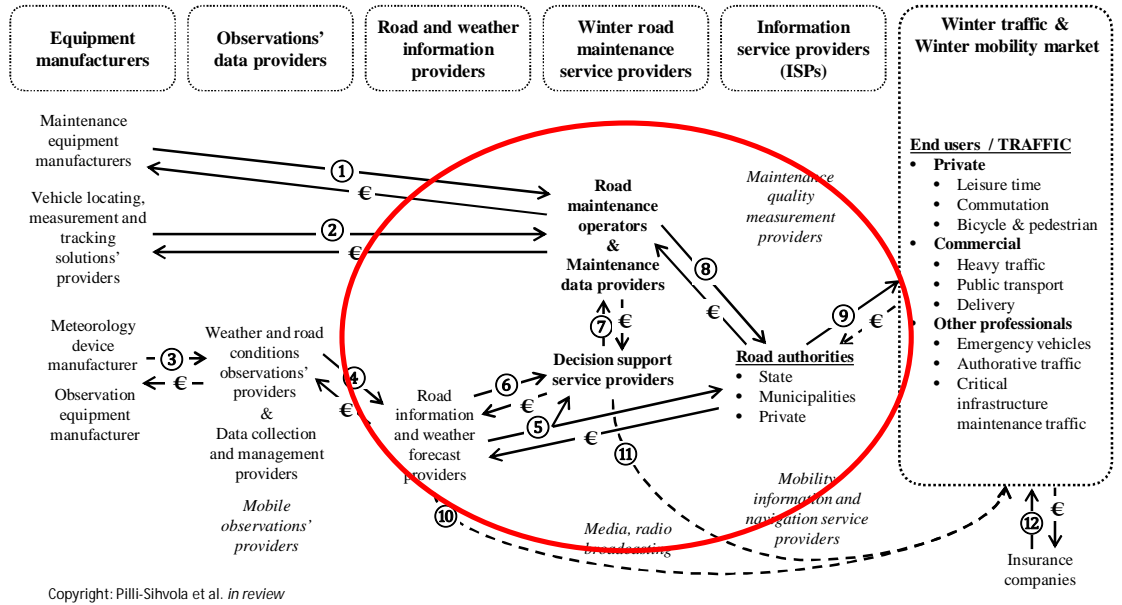 Equipment
manufacturers
Observations’
data providers
Road and weather
information
providers
Winter road
maintenance
service providers
Information
service providers
(ISPs)
Winter traffic &
Winter mobility market
Maintenance
equipment
manufacturers
Vehicle locating,
measurement and
tracking
solutions’
providers
Meteorology
device
manufacturer
Observation
equipment
manufacturer
Weather and road
conditions
observations’
providers
&
Data collection
and management
providers
Mobile
observations’
providers
Road
information
and weather
forecast
providers
Road
maintenance
operators
&
Maintenance
data providers
Decision support
service providers
Media, radio
broadcasting
Maintenance
quality
measurement
providers
Road authorities
• State
• Municipalities
• Private
Mobility
information and
navigation service
providers
End users / TRAFFIC
• Private
• Leisure time
• Commutation
• Bicycle & pedestrian
• Commercial
• Heavy traffic
• Public transport
• Delivery
• Other professionals
• Emergency vehicles
• Authorative traffic
• Critical
infrastructure
maintenance traffic
Insurance
companies
1
€
2
€
3
€
4
€
5
€
6
€
7
€
8
€
9
€
10
11
12
€
Copyright: Pilli-Sihvola et al. in review